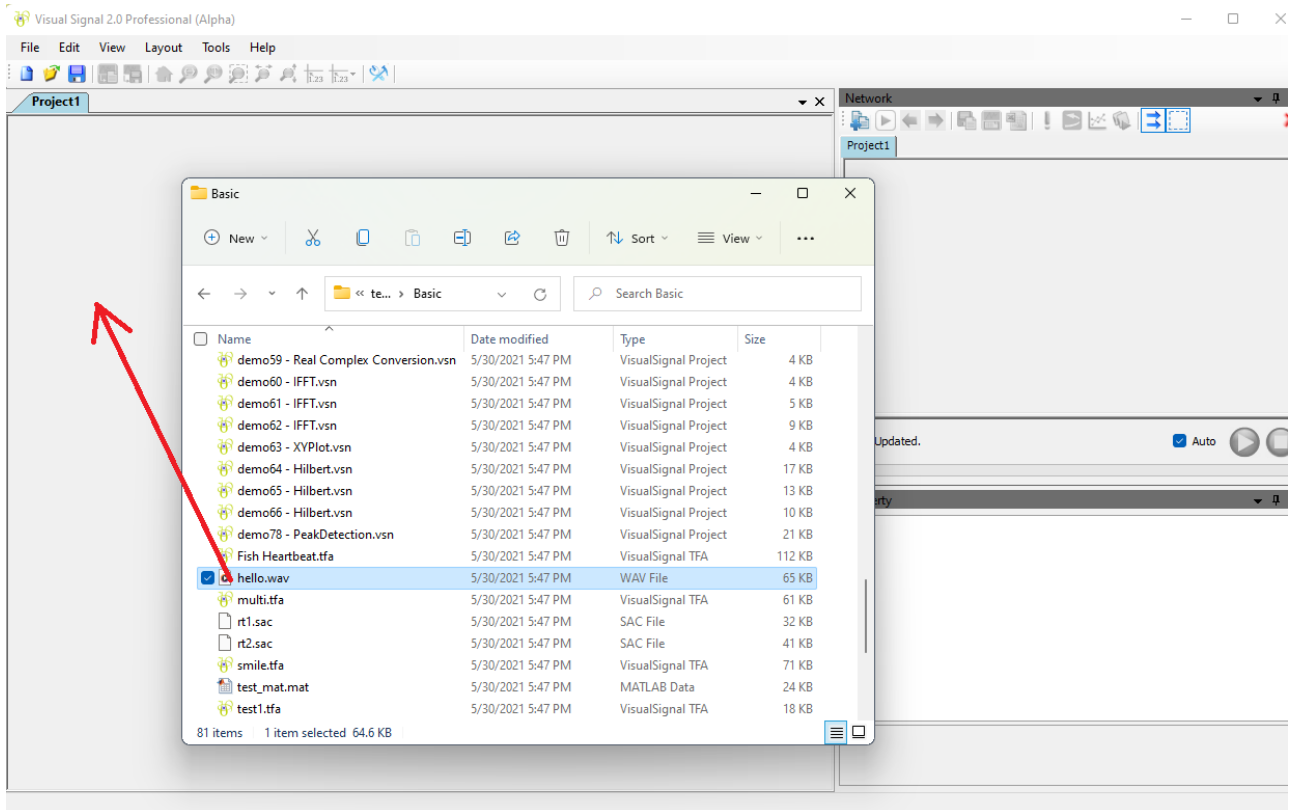 Visual Signal 2.0 Professional (Alpha)
File Edit View Layout Tools Help
Project1
Network
Project1
Basic
New Sort View
« te... > Basic Search Basic
Name Date modified Type Size
demo59 - Real Complex Conversion.vsn 5/30/2021 5:47 PM VisualSignal Project 4 KB
demo60 - IFFT.vsn 5/30/2021 5:47 PM VisualSignal Project 4 KB
demo61 - IFFT.vsn 5/30/2021 5:47 PM VisualSignal Project 5 KB
demo62 - IFFT.vsn 5/30/2021 5:47 PM VisualSignal Project 9 KB
demo63 - XYPlot.vsn 5/30/2021 5:47 PM VisualSignal Project 4 KB
Updated. Auto
demo64 - Hilbert.vsn 5/30/2021 5:47 PM VisualSignal Project 17 KB
demo65 - Hilbert.vsn 5/30/2021 5:47 PM VisualSignal Project 13 KB
erty
demo66 - Hilbert.vsn 5/30/2021 5:47 PM VisualSignal Project 10 KB
demo78 - PeakDetection.vsn 5/30/2021 5:47 PM VisualSignal Project 21 KB
Fish Heartbeat.tfa 5/30/2021 5:47 PM VisualSignal TFA 112 KB
hello.wav 5/30/2021 5:47 PM WAV File 65 KB
multi.tfa 5/30/2021 5:47 PM VisualSignal TFA 61 KB
rt1.sac 5/30/2021 5:47 PM SAC File 32 KB
rt2.sac 5/30/2021 5:47 PM SAC File 41 KB
smile.tfa 5/30/2021 5:47 PM VisualSignal TFA 71 KB
test_mat.mat 5/30/2021 5:47 PM MATLAB Data 24 KB
test1.tfa 5/30/2021 5:47 PM VisualSignal TFA 18 KB
81 items 1 item selected 64.6 KB